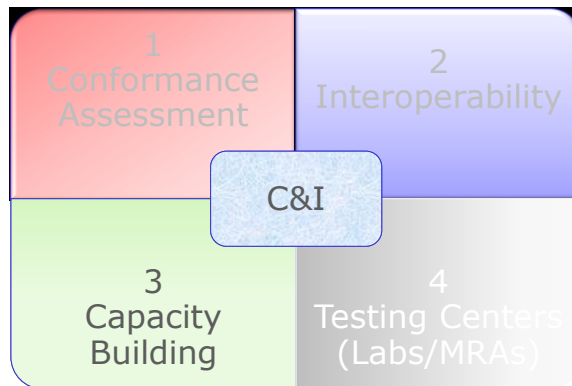 1
Conformance
Assessment
2
Interoperability
C&I
3
Capacity
Building
4
Testing Centers
(Labs/MRAs)